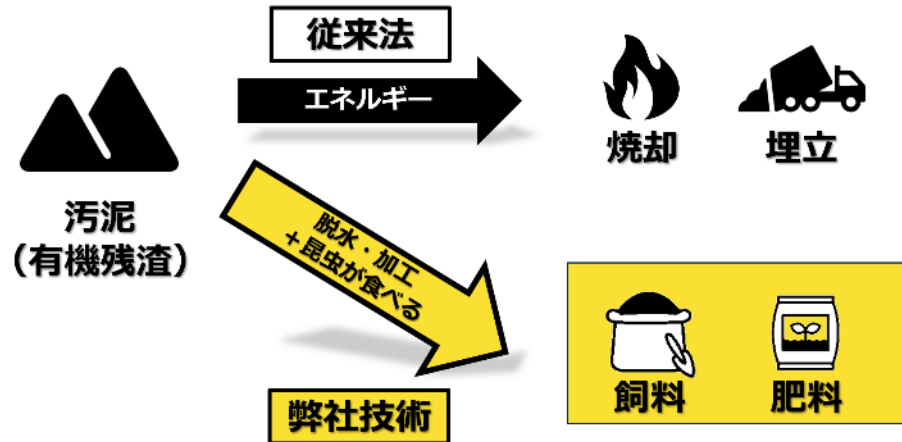 従来法
エネルギー
焼却
埋立
汚泥
（有機残渣）
脱水・加工
＋昆虫が食べる
飼料
肥料
弊社技術